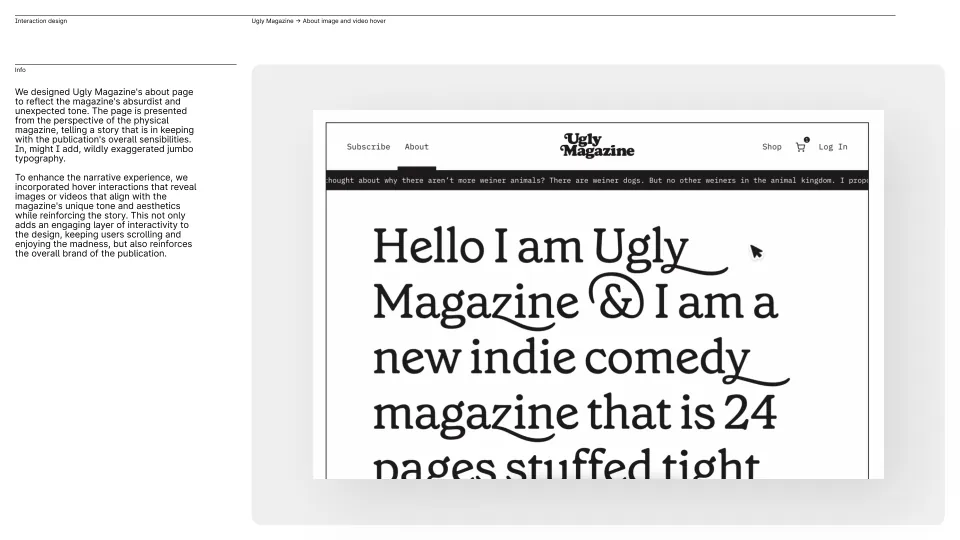 Interaction design
Ugly Magazine → About image and video hover
Info
We designed Ugly Magazine's about page
to reflect the magazine's absurdist and
unexpected tone. The page is presented
from the perspective of the physical
magazine, telling a story that is in keeping
with the publication's overall sensibilities.
In, might I add, wildly exaggerated jumbo
typography.
To enhance the narrative experience, we
incorporated hover interactions that reveal
images or videos that align with the
magazine's unique tone and aesthetics
while reinforcing the story. This not only
adds an engaging layer of interactivity to
the design, keeping users scrolling and
enjoying the madness, but also reinforces
the overall brand of the publication.
Subscribe About
Ugly
Magazine
Shop Log In
thought about why there aren't more weiner animals? There are weiner dogs. But no other weiners in the animal kingdom. I
Hello I am Ugly
Magazine & I am a
new indie comedy
magazine that is 24
pages stuffed tight